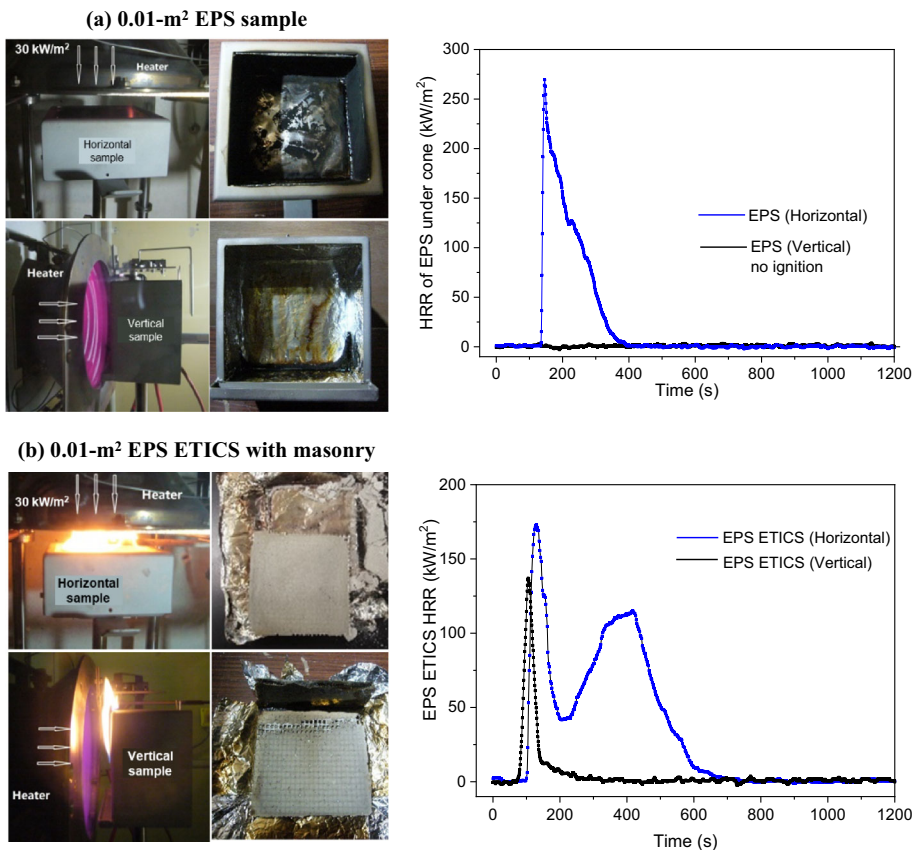 (a) 0.01-m² EPS sample
30 kW/m²
Heater
Horizontal
sample
Heater
Vertical
sample
HRR of EPS under cone (kW/m²)
300
250
200
150
100
50
0
EPS (Horizontal)
EPS (Vertical)
no ignition
0 200 400 600 800 1000 1200
Time (s)
(b) 0.01-m² EPS ETICS with masonry
30 kW/m²
Heater
Horizontal
sample
Vertical
sample
Heater
EPS ETICS HRR (kW/m²)
200
175
150
125
100
75
50
25
0
EPS ETICS (Horizontal)
EPS ETICS (Vertical)
0 200 400 600 800 1000 1200
Time (s)